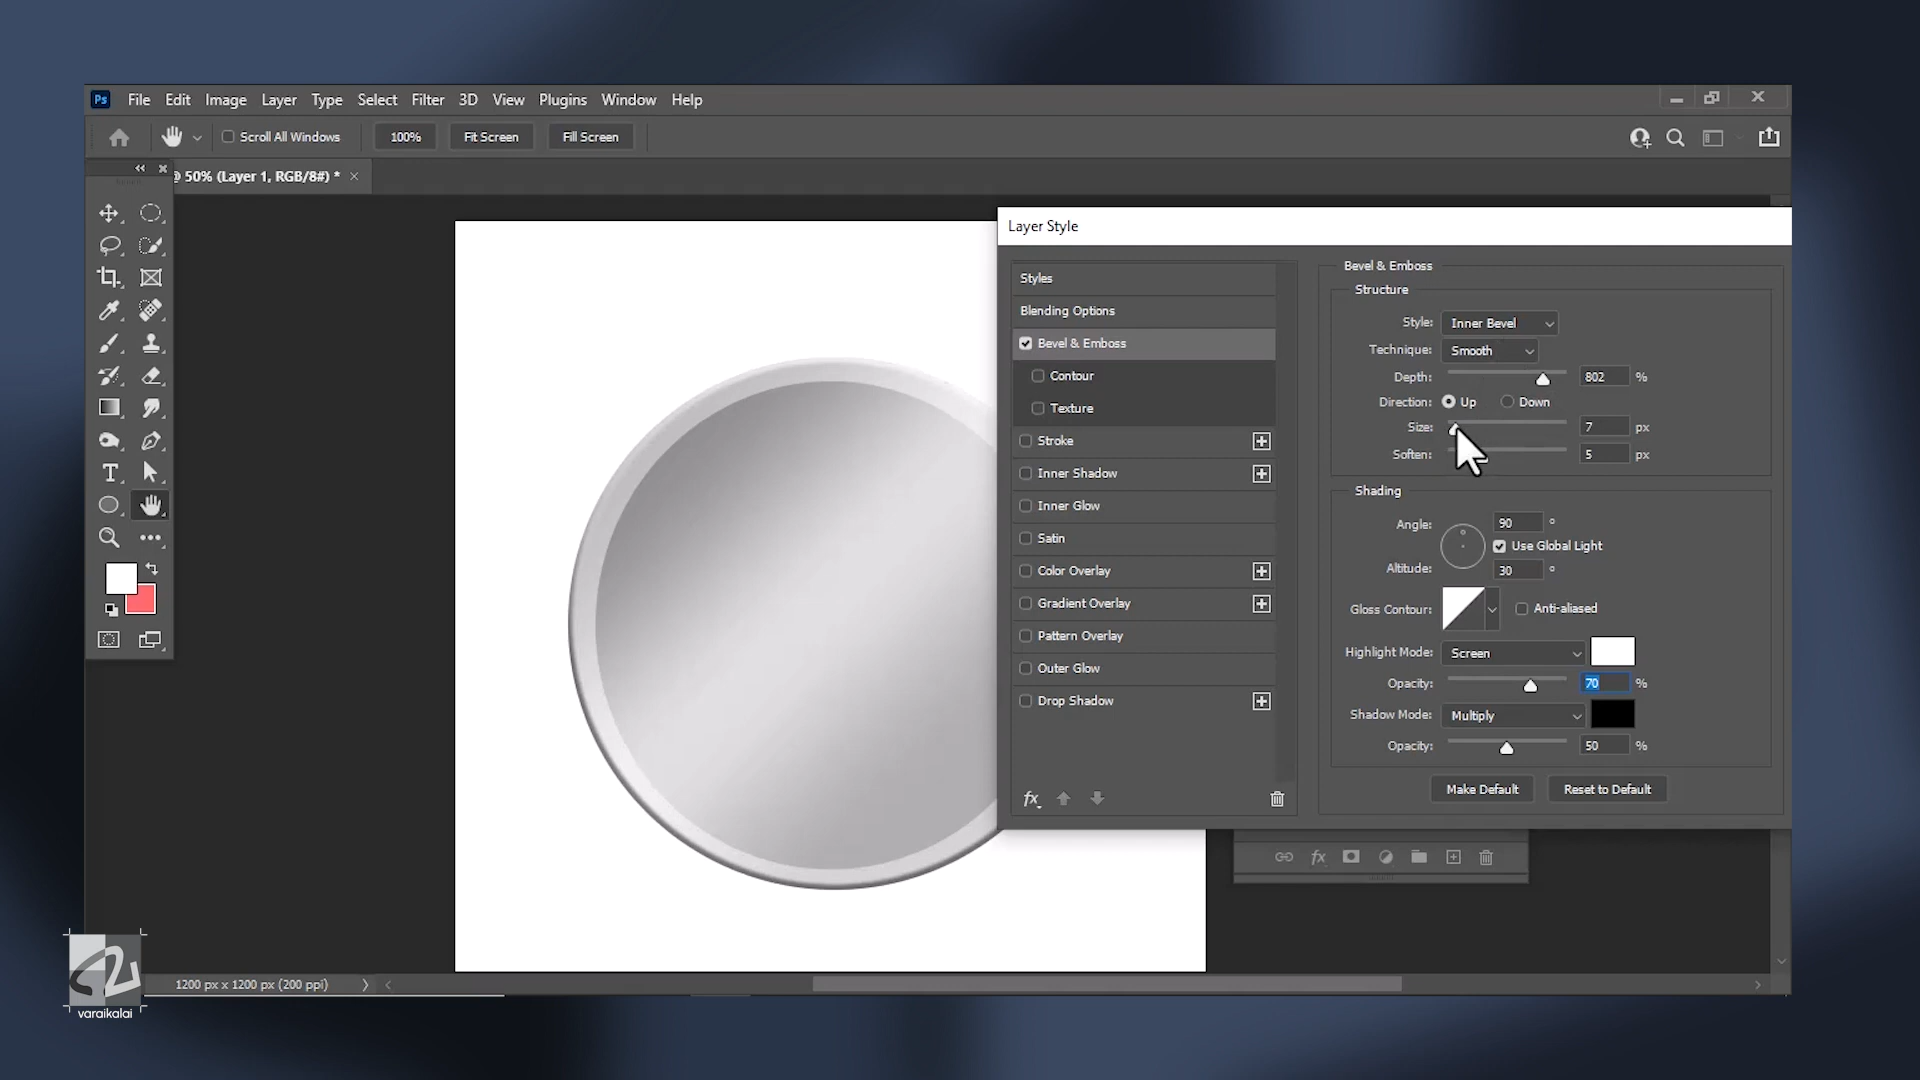 Ps File Edit Image Layer Type Select Filter 3D View Plugins Window Help
Scroll All Windows 100% Fit Screen Fill Screen
@ 50% (Layer 1, RGB/8#) *
Layer Style
Styles
Blending Options
Bevel & Emboss
Contour
Texture
Stroke
Inner Shadow
Inner Glow
Satin
Color Overlay
Gradient Overlay
Pattern Overlay
Outer Glow
Drop Shadow
fx
Bevel & Emboss
Structure
Style: Inner Bevel
Technique: Smooth
Depth: 802 %
Direction: Up Down
Size: 7 px
Soften: 5 px
Shading
Angle: 90 °
Use Global Light
Altitude: 30 °
Gloss Contour: Anti-aliased
Highlight Mode: Screen
Opacity: 70 %
Shadow Mode: Multiply
Opacity: 50 %
Make Default Reset to Default
fx
1200 px x 1200 px (200 ppi)
varaikalai